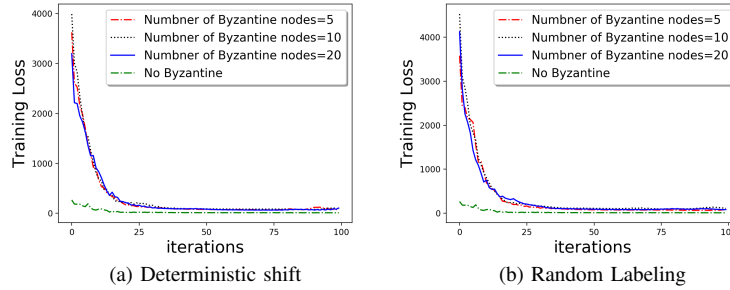 Numbner of Byzantine nodes=5
Numbner of Byzantine nodes=10
Numbner of Byzantine nodes=20
No Byzantine
4000
3000
2000
1000
0
Training Loss
0 25 50 75 100
iterations
(a) Deterministic shift
Numbner of Byzantine nodes=5
Numbner of Byzantine nodes=10
Numbner of Byzantine nodes=20
No Byzantine
4000
2000
0
Training Loss
0 25 50 75
iterations
(b) Random Labeling